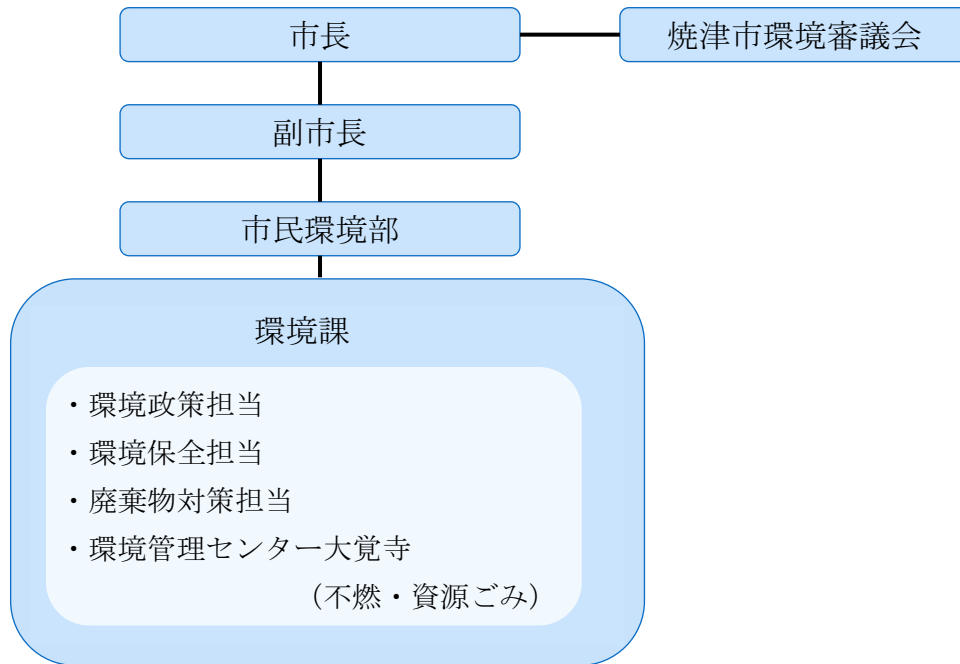 市長
焼津市環境審議会
副市長
市民環境部
環境課
・環境政策担当
・環境保全担当
・廃棄物対策担当
・環境管理センター大覚寺
（不燃・資源ごみ）